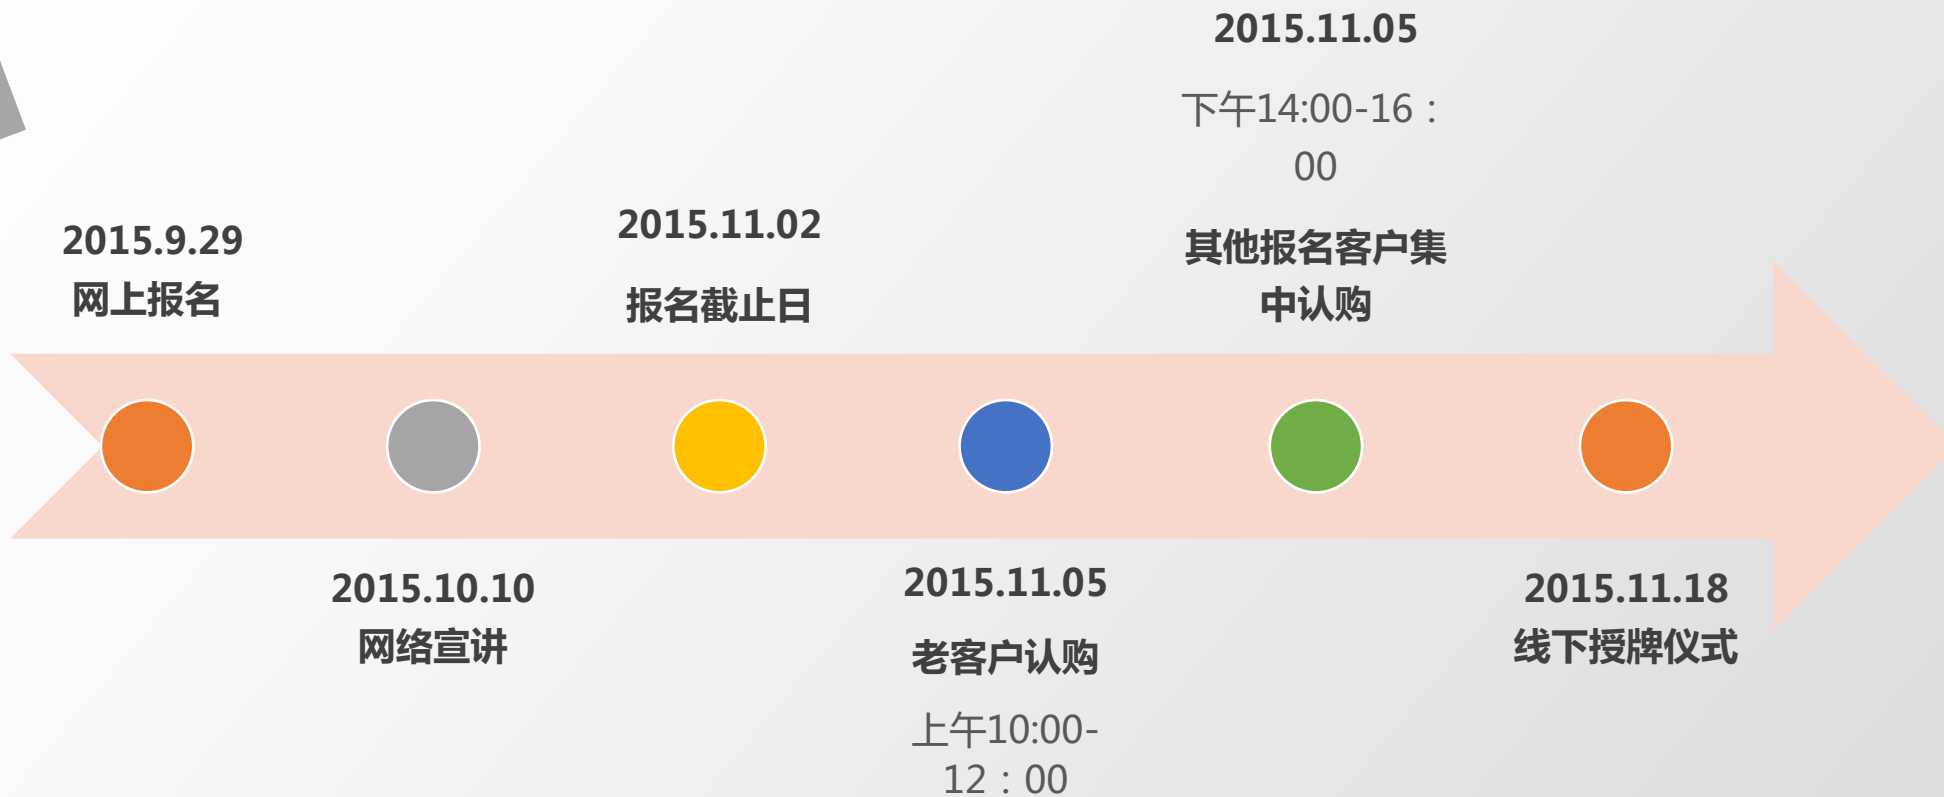 2015.9.29
网上报名
2015.10.10
网络宣讲
2015.11.02
报名截止日
2015.11.05
老客户认购
上午10:00-
12：00
2015.11.05
下午14:00-16：
00
其他报名客户集
中认购
2015.11.18
线下授牌仪式